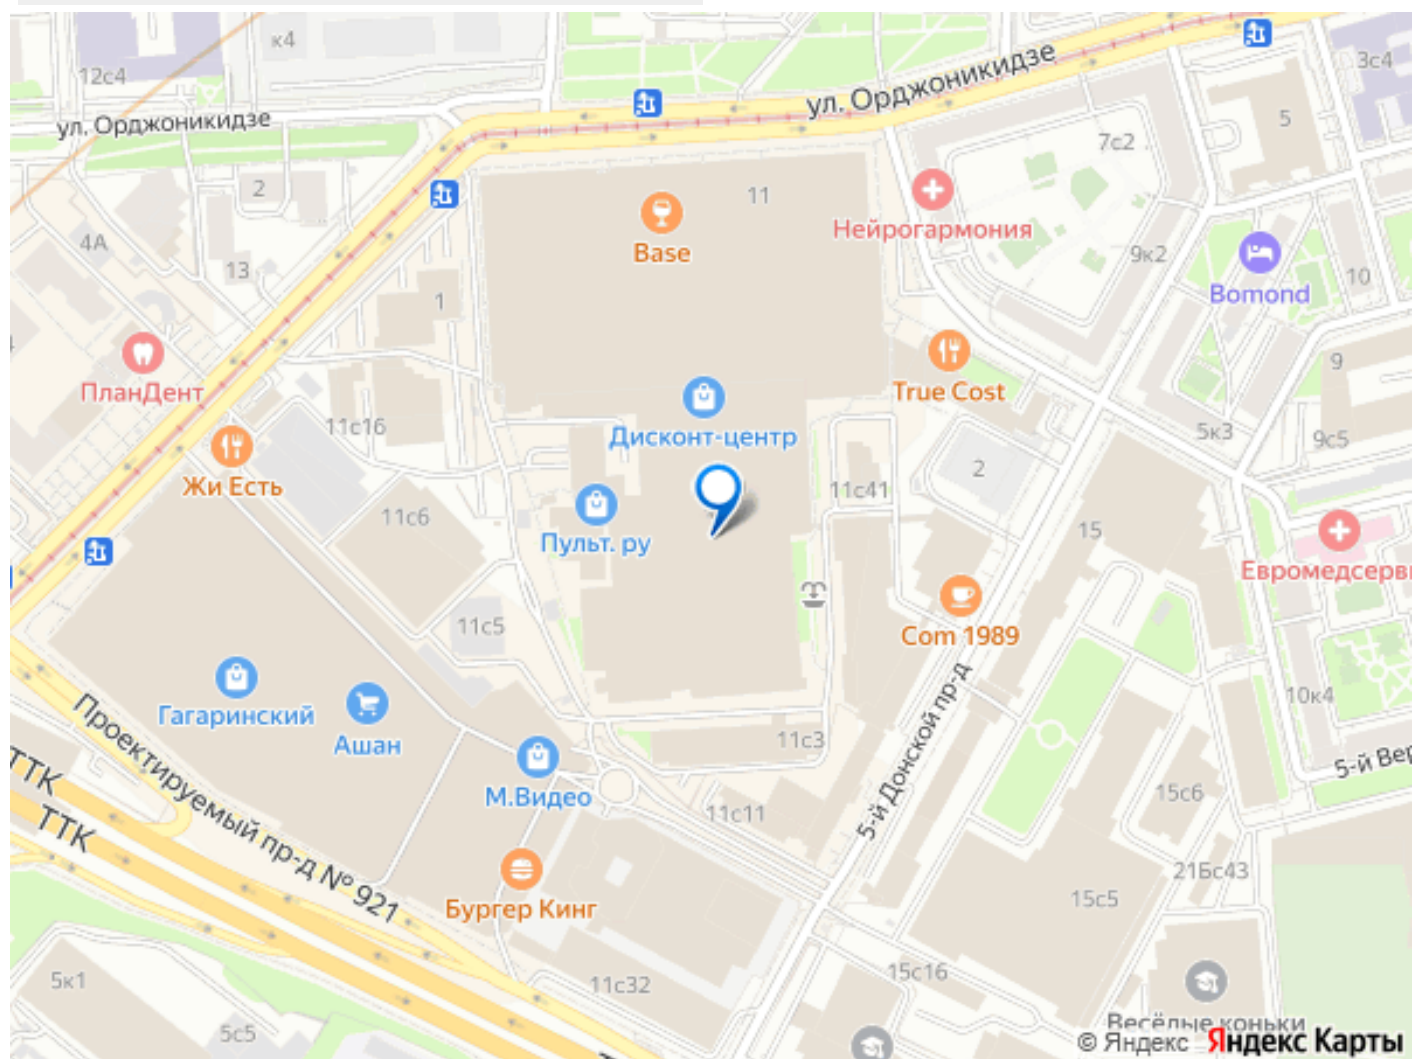 к4
12с4
3с4
ул. Орджоникидзе
ул. Орджоникидзе
5
7с2
2
11
Нейрогармония
4А
Base
9к2
13
10
Bomond
1
ПланДент
True Cost
9
11с16
Дисконт-центр
5к3
9с5
Жи Есть
2
11с41
11с6
15
Пульт. ру
Евромедсерв
11с5
Com 1989
Гагаринский
Ашан
10к4
11с3
5-й Донской пр-д
5-й Вер
Проектируемый пр-д № 921
ТТК
ТТК
М.Видео
11с11
15с6
21Бс43
Бургер Кинг
15с5
5к1
11с32
15с16
5с5
Весёлые коньки
© Яндекс Яндекс Карты